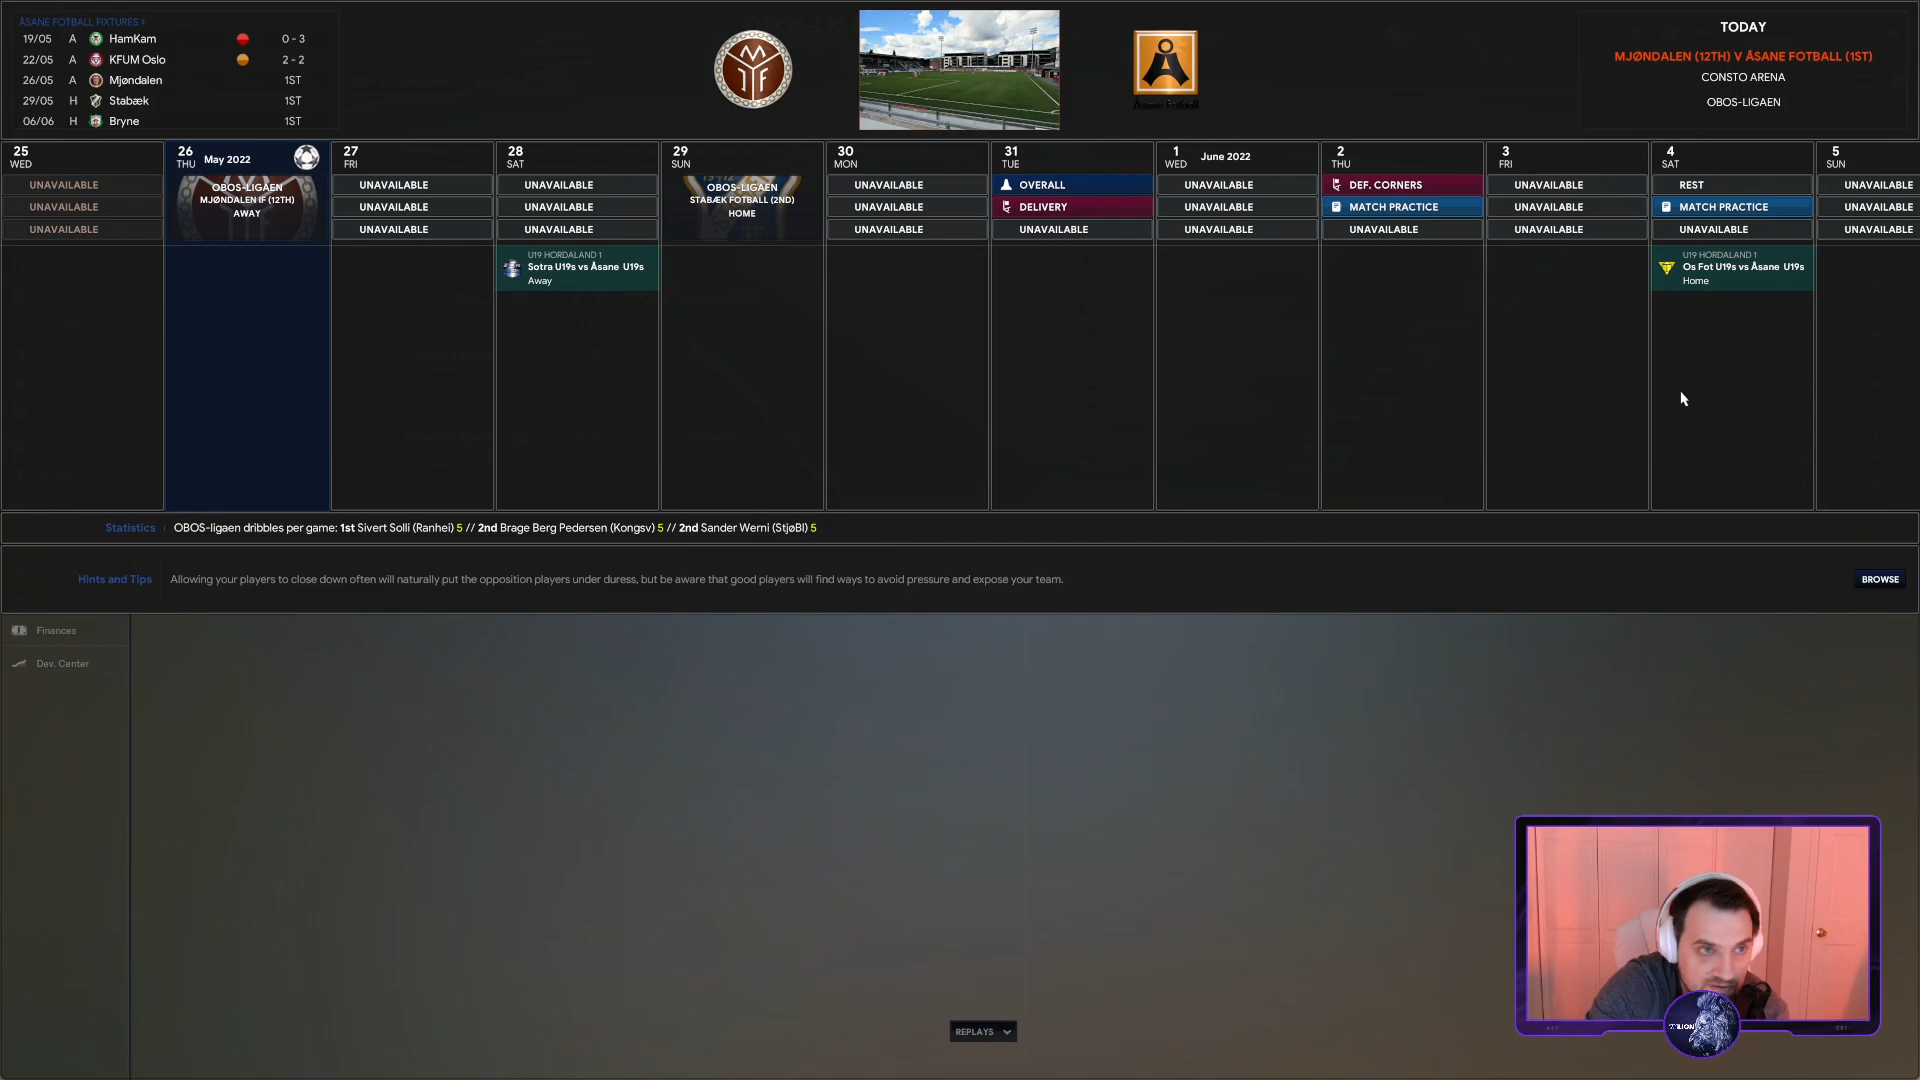 ÅSANE FOTBALL FIXTURES >
19/05 A HamKam 0 - 3
22/05 A KFUM Oslo 2 - 2
26/05 A Mjøndalen 1ST
29/05 H Stabæk 1ST
06/06 H Bryne 1ST
Åsane Fotball
TODAY
MJØNDALEN (12TH) V ÅSANE FOTBALL (1ST)
CONSTO ARENA
OBOS-LIGAEN
25 WED
UNAVAILABLE
UNAVAILABLE
UNAVAILABLE
26 THU May 2022
OBOS-LIGAEN
MJØNDALEN IF (12TH)
AWAY
27 FRI
UNAVAILABLE
UNAVAILABLE
UNAVAILABLE
28 SAT
UNAVAILABLE
UNAVAILABLE
UNAVAILABLE
U19 HORDALAND 1
Sotra U19s vs Åsane U19s
Away
29 SUN
OBOS-LIGAEN
STABÆK FOTBALL (2ND)
HOME
30 MON
UNAVAILABLE
UNAVAILABLE
UNAVAILABLE
31 TUE
OVERALL
DELIVERY
UNAVAILABLE
1 WED June 2022
UNAVAILABLE
UNAVAILABLE
UNAVAILABLE
2 THU
DEF. CORNERS
MATCH PRACTICE
UNAVAILABLE
3 FRI
UNAVAILABLE
UNAVAILABLE
UNAVAILABLE
4 SAT
REST
MATCH PRACTICE
UNAVAILABLE
U19 HORDALAND 1
Os Fot U19s vs Åsane U19s
Home
5 SUN
UNAVAILABLE
UNAVAILABLE
UNAVAILABLE
Statistics OBOS-ligaen dribbles per game: 1st Sivert Solli (Ranhei) 5 // 2nd Brage Berg Pedersen (Kongsv) 5 // 2nd Sander Werni (StjøBl) 5
Hints and Tips Allowing your players to close down often will naturally put the opposition players under duress, but be aware that good players will find ways to avoid pressure and expose your team.
BROWSE
Finances
Dev. Center
REPLAYS